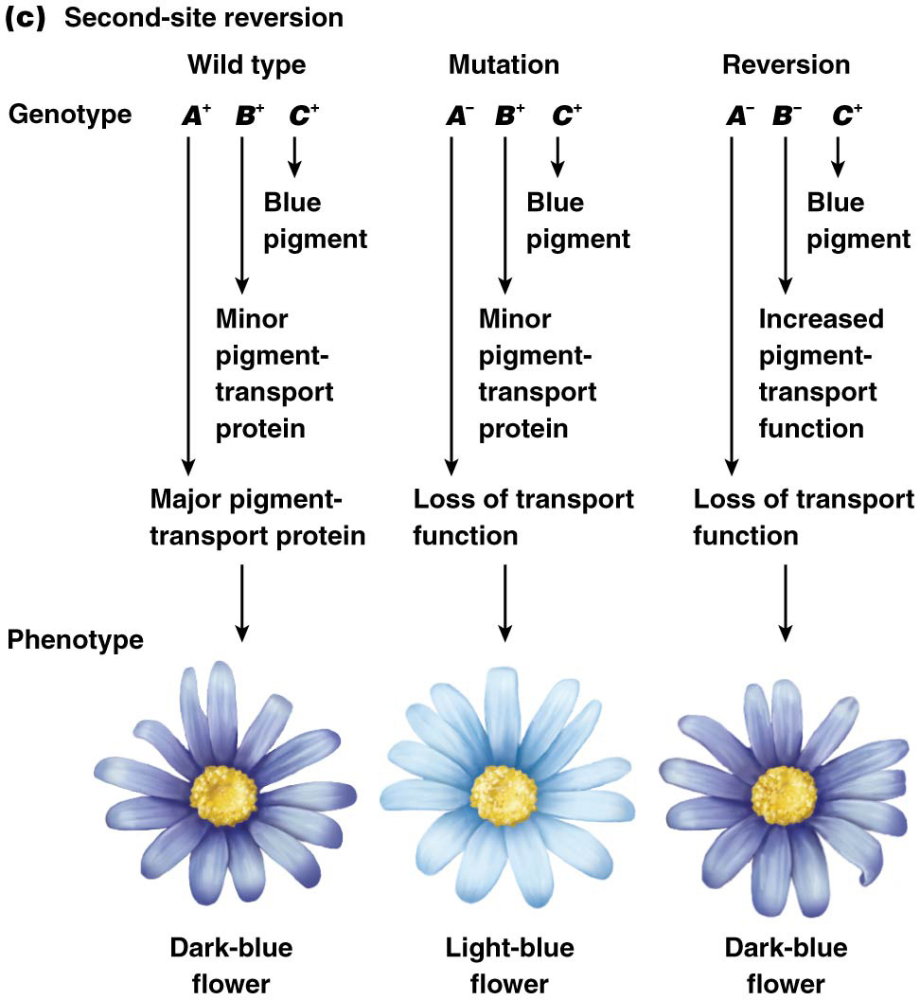 (c) Second-site reversion
Wild type Mutation Reversion
Genotype A⁺ B⁺ C⁺ A⁻ B⁺ C⁺ A⁻ B⁻ C⁺
Blue
pigment
Minor
pigment-
transport
protein
Major pigment-
transport protein
Blue
pigment
Minor
pigment-
transport
protein
Loss of transport
function
Blue
pigment
Increased
pigment-
transport
function
Loss of transport
function
Phenotype
Dark-blue
flower
Light-blue
flower
Dark-blue
flower